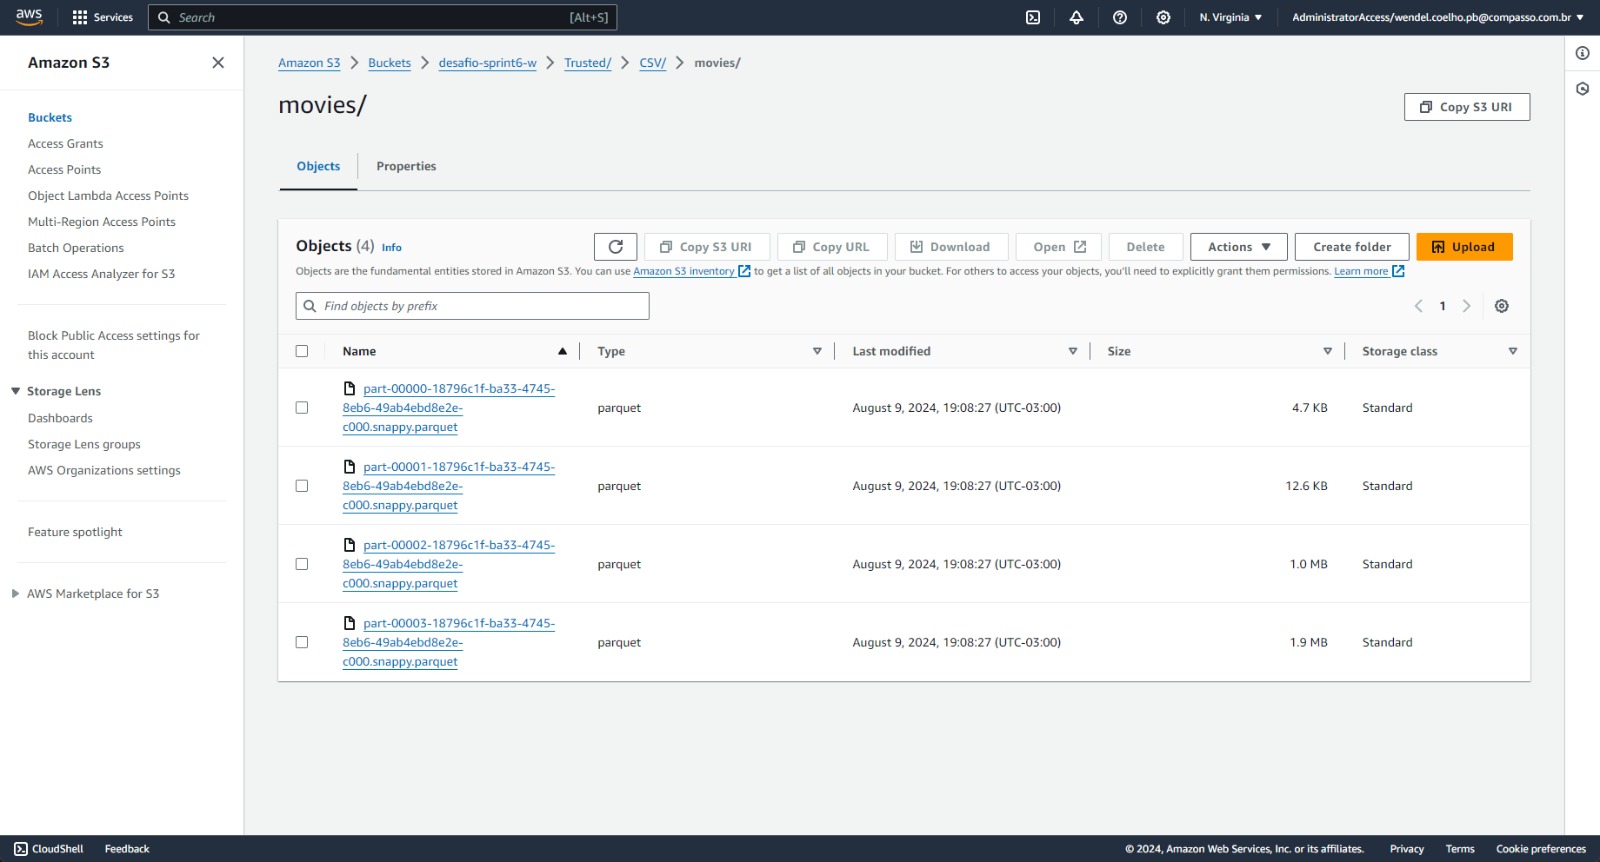 aws Services Search [Alt+S] N. Virginia AdministratorAccess/wendel.coelho.pb@compasso.com.br
Amazon S3
Buckets
Access Grants
Access Points
Object Lambda Access Points
Multi-Region Access Points
Batch Operations
IAM Access Analyzer for S3
Block Public Access settings for
this account
Storage Lens
Dashboards
Storage Lens groups
AWS Organizations settings
Feature spotlight
AWS Marketplace for S3
Amazon S3 Buckets desafio-sprint6-w Trusted/ CSV/ movies/
movies/
Copy S3 URI
Objects Properties
Objects (4) Info Copy S3 URI Copy URL Download Open Delete Actions Create folder Upload
Objects are the fundamental entities stored in Amazon S3. You can use Amazon S3 inventory to get a list of all objects in your bucket. For others to access your objects, you'll need to explicitly grant them permissions. Learn more
Find objects by prefix 1
Name Type Last modified Size Storage class
part-00000-18796c1f-ba33-4745-
8eb6-49ab4ebd8e2e- parquet August 9, 2024, 19:08:27 (UTC-03:00) 4.7 KB Standard
c000.snappy.parquet
part-00001-18796c1f-ba33-4745-
8eb6-49ab4ebd8e2e- parquet August 9, 2024, 19:08:27 (UTC-03:00) 12.6 KB Standard
c000.snappy.parquet
part-00002-18796c1f-ba33-4745-
8eb6-49ab4ebd8e2e- parquet August 9, 2024, 19:08:27 (UTC-03:00) 1.0 MB Standard
c000.snappy.parquet
part-00003-18796c1f-ba33-4745-
8eb6-49ab4ebd8e2e- parquet August 9, 2024, 19:08:27 (UTC-03:00) 1.9 MB Standard
c000.snappy.parquet
CloudShell Feedback © 2024, Amazon Web Services, Inc. or its affiliates. Privacy Terms Cookie preferences